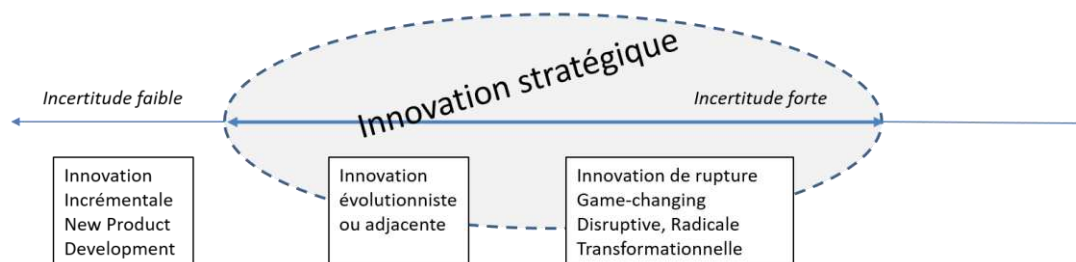 Innovation stratégique
Incertitude faible
Incertitude forte
Innovation
Incrémentale
New Product
Development
Innovation
évolutionniste
ou adjacente
Innovation de rupture
Game-changing
Disruptive, Radicale
Transformationnelle